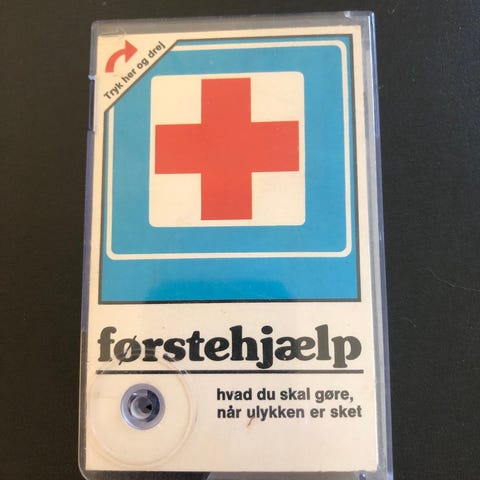 Tryk her og drej
førstehjælp
hvad du skal gøre,
når ulykken er sket